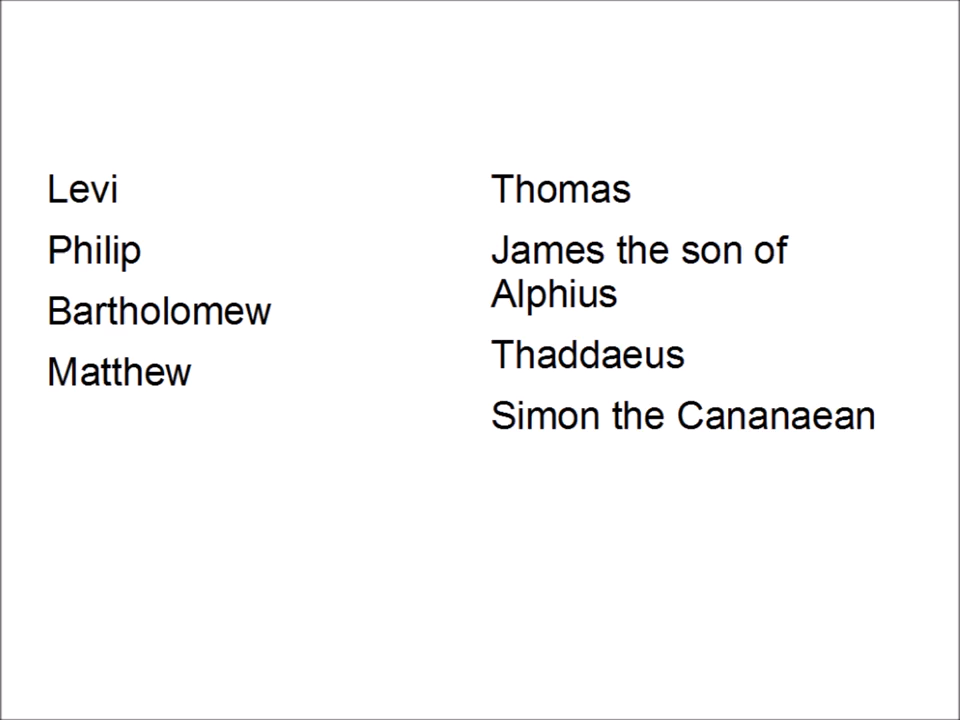 Levi
Philip
Bartholomew
Matthew
Thomas
James the son of
Alphius
Thaddaeus
Simon the Cananaean